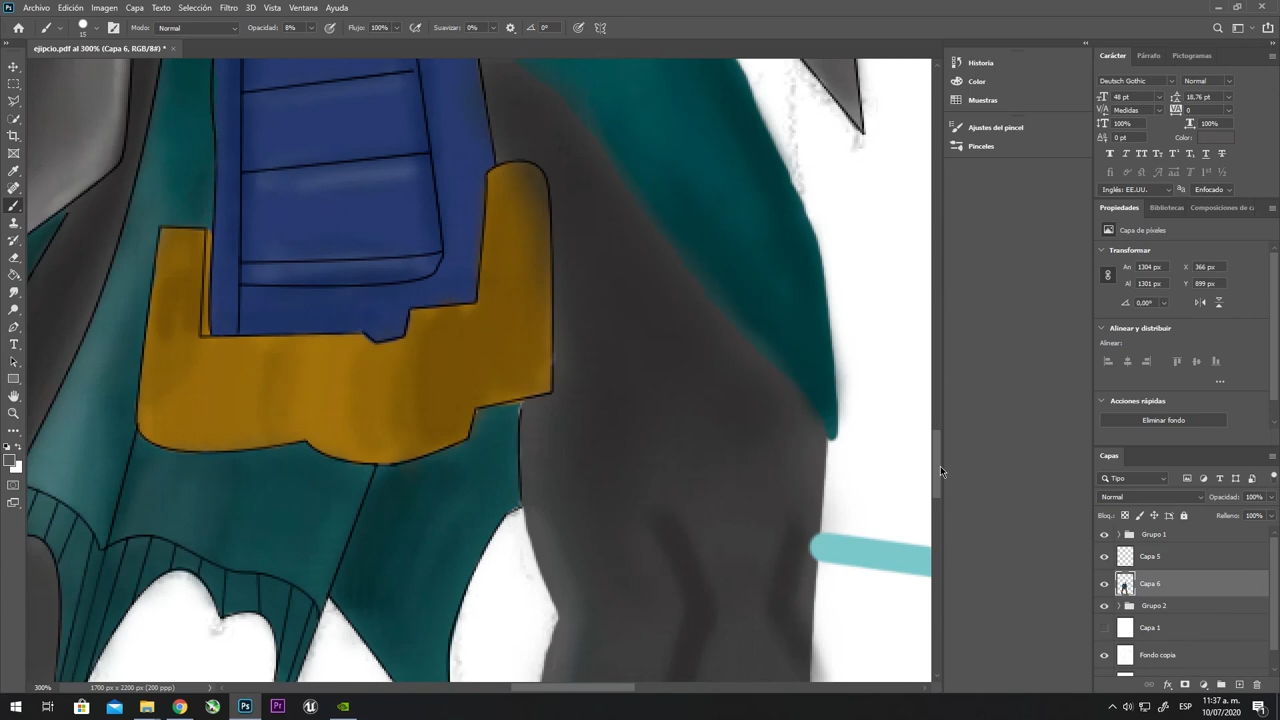 Archivo Edición Imagen Capa Texto Selección Filtro 3D Vista Ventana Ayuda
15 Modo: Normal Opacidad: 8% Flujo: 100% Suavizar: 0% 0°
ejipcio.pdf al 300% (Capa 6, RGB/8#) *
Historia
Color
Muestras
Ajustes del pincel
Pinceles
Carácter Párrafo Pictogramas
Deutsch Gothic Normal
48 pt 18.76 pt
Medidas 0
100% 100%
0 pt Color:
Inglés: EE.UU. Enfocado
Propiedades Bibliotecas Composiciones de
Capa de píxeles
Transformar
An 1304 px X 366 px
Al 1301 px Y 899 px
0,00°
Alinear y distribuir
Alinear:
Acciones rápidas
Eliminar fondo
Capas
Tipo
Normal Opacidad: 100%
Bloq.: Relleno: 100%
Grupo 1
Capa 5
Capa 6
Grupo 2
Capa 1
Fondo copia
300% 1700 px x 2200 px (200 ppp)
ESP 11:37 a. m.
10/07/2020